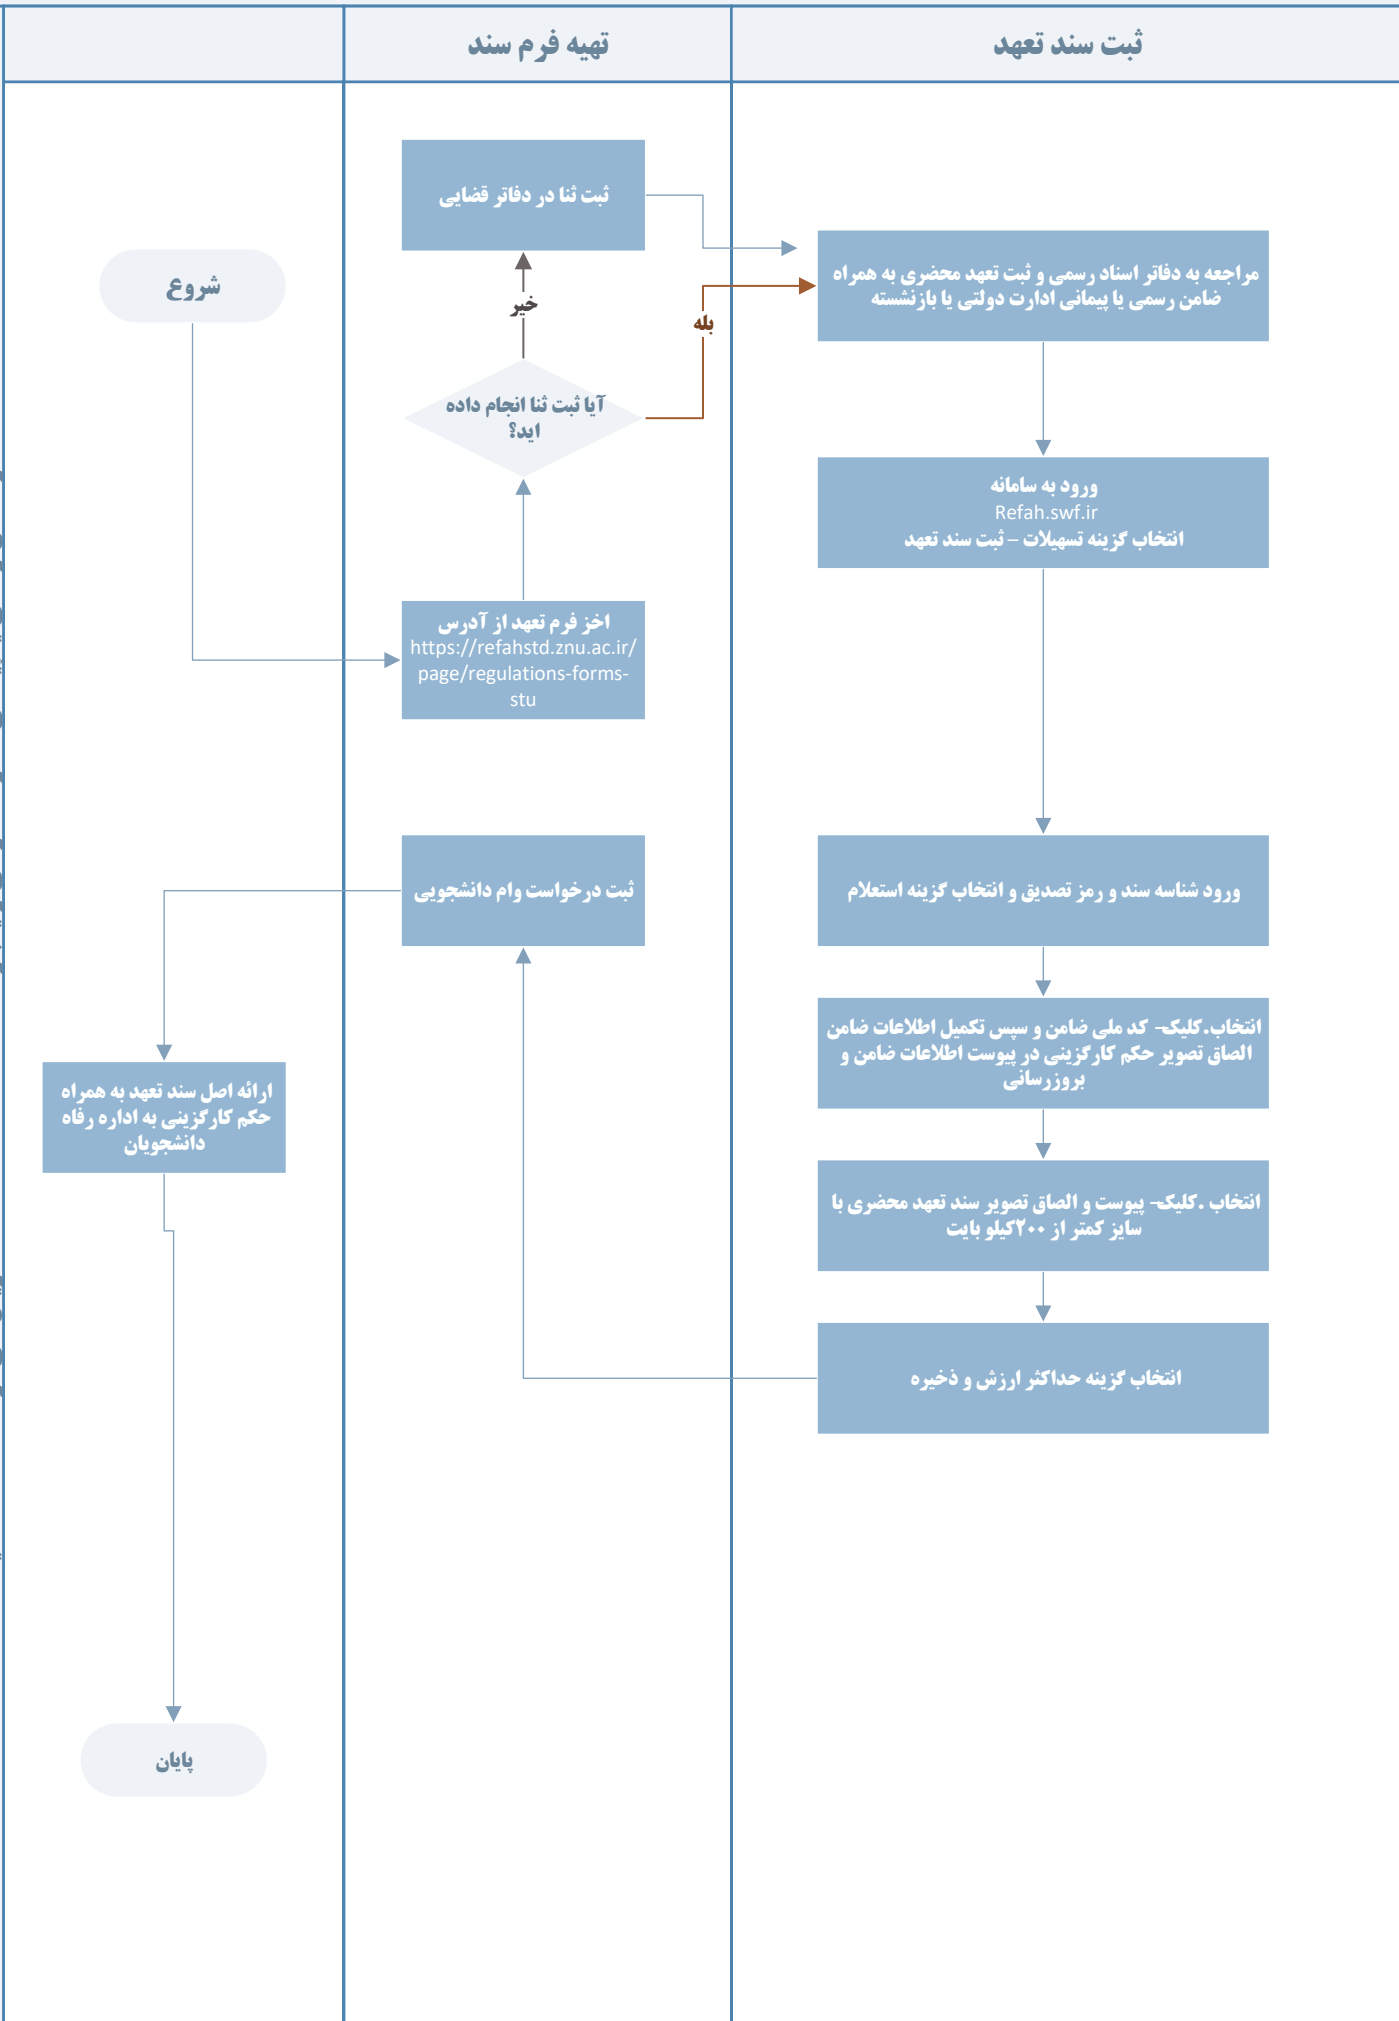 ثبت سند تعهد
تهیه فرم سند
شروع
اخز فرم تعهد از آدرس
https://refahstd.znu.ac.ir/
page/regulations-forms-
stu
آیا ثبت ثنا انجام داده
اید؟
خیر
بله
ثبت ثنا در دفاتر قضایی
مراجعه به دفاتر اسناد رسمی و ثبت تعهد محضری به همراه
ضامن رسمی یا پیمانی ادارت دولتی یا بازنشسته
ورود به سامانه
Refah.swf.ir
انتخاب گزینه تسهیلات – ثبت سند تعهد
ورود شناسه سند و رمز تصدیق و انتخاب گزینه استعلام
انتخاب.کلیک- کد ملی ضامن و سپس تکمیل اطلاعات ضامن
الصاق تصویر حکم کارگزینی در پیوست اطلاعات ضامن و
بروزرسانی
انتخاب .کلیک- پیوست و الصاق تصویر سند تعهد محضری با
سایز کمتر از ۲۰۰کیلو بایت
انتخاب گزینه حداکثر ارزش و ذخیره
ثبت درخواست وام دانشجویی
ارائه اصل سند تعهد به همراه
حکم کارگزینی به اداره رفاه
دانشجویان
پایان